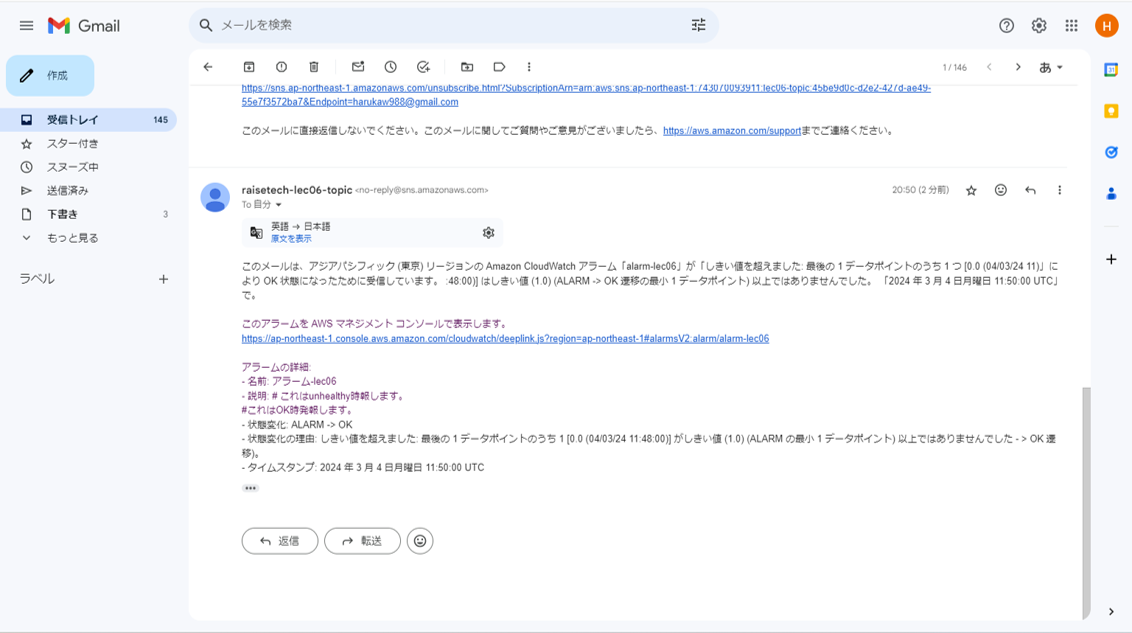 Gmail
メールを検索
H
作成
1 / 146
あ
受信トレイ 145
スター付き
スヌーズ中
送信済み
下書き 3
もっと見る
ラベル
https://sns.ap-northeast-1.amazonaws.com/unsubscribe.html?SubscriptionArn=arn:aws:sns:ap-northeast-1:743070093911:lec06-topic:45be9d0c-d2e2-427d-ae49-
55e7f3572ba7&Endpoint=harukaw988@gmail.com
このメールに直接返信しないでください。このメールに関してご質問やご意見がございましたら、https://aws.amazon.com/supportまでご連絡ください。
raisetech-lec06-topic <no-reply@sns.amazonaws.com>
20:50 (2 分前)
To 自分
英語 → 日本語
原文を表示
このメールは、アジアパシフィック (東京) リージョンの Amazon CloudWatch アラーム「alarm-lec06」が「しきい値を超えました: 最後の 1 データポイントのうち 1 つ [0.0 (04/03/24 11)」に
より OK 状態になったために受信しています。 :48:00)] はしきい値 (1.0) (ALARM -> OK 遷移の最小 1 データポイント) 以上ではありませんでした。 「2024 年 3 月 4 日月曜日 11:50:00 UTC」
で。
このアラームを AWS マネジメント コンソールで表示します。
https://ap-northeast-1.console.aws.amazon.com/cloudwatch/deeplink.js?region=ap-northeast-1#alarmsV2:alarm/alarm-lec06
アラームの詳細:
- 名前: アラーム-lec06
- 説明: # これはunhealthy時報します。
#これはOK時発報します。
- 状態変化: ALARM -> OK
- 状態変化の理由: しきい値を超えました: 最後の 1 データポイントのうち 1 [0.0 (04/03/24 11:48:00)] がしきい値 (1.0) (ALARM の最小 1 データポイント) 以上ではありませんでした - > OK 遷
移)。
- タイムスタンプ: 2024 年 3 月 4 日月曜日 11:50:00 UTC
返信
転送